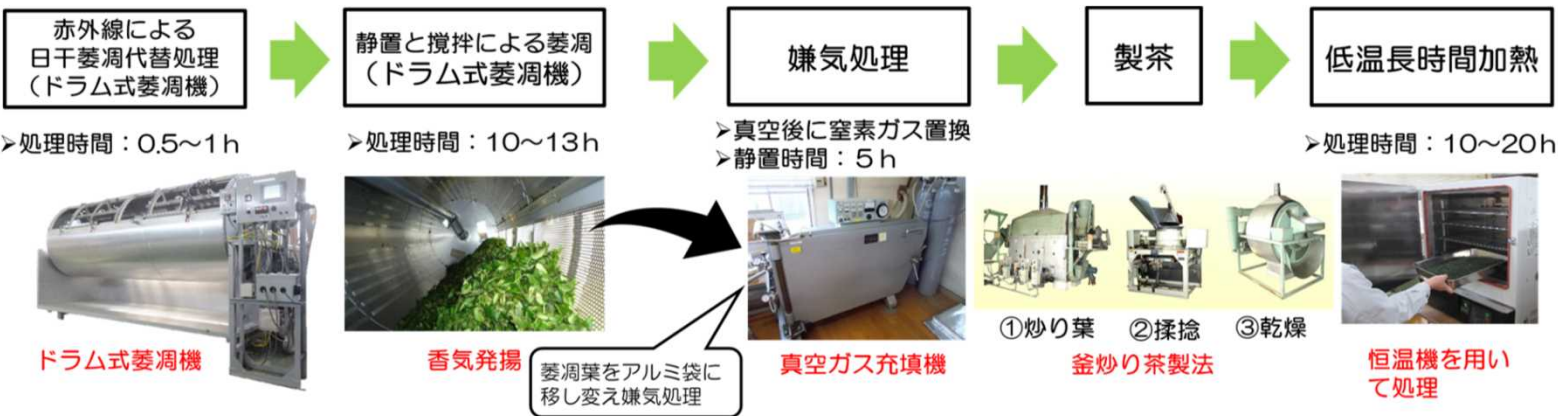 赤外線による
日干萎凋代替処理
（ドラム式萎凋機）
➢処理時間：0.5～1h
ドラム式萎凋機
静置と撹拌による萎凋
（ドラム式萎凋機）
➢処理時間：10～13h
香気発揚
萎凋葉をアルミ袋に
移し変え嫌気処理
嫌気処理
➢真空後に窒素ガス置換
➢静置時間：5h
真空ガス充填機
製茶
①炒り葉 ②揉捻 ③乾燥
釜炒り茶製法
低温長時間加熱
➢処理時間：10～20h
恒温機を用い
て処理